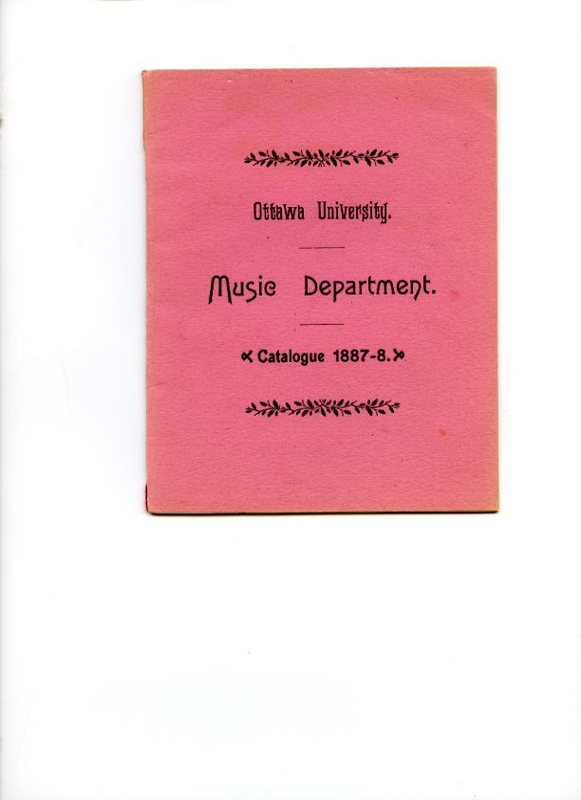 Ottawa University.
Music Department.
Catalogue 1887-8.